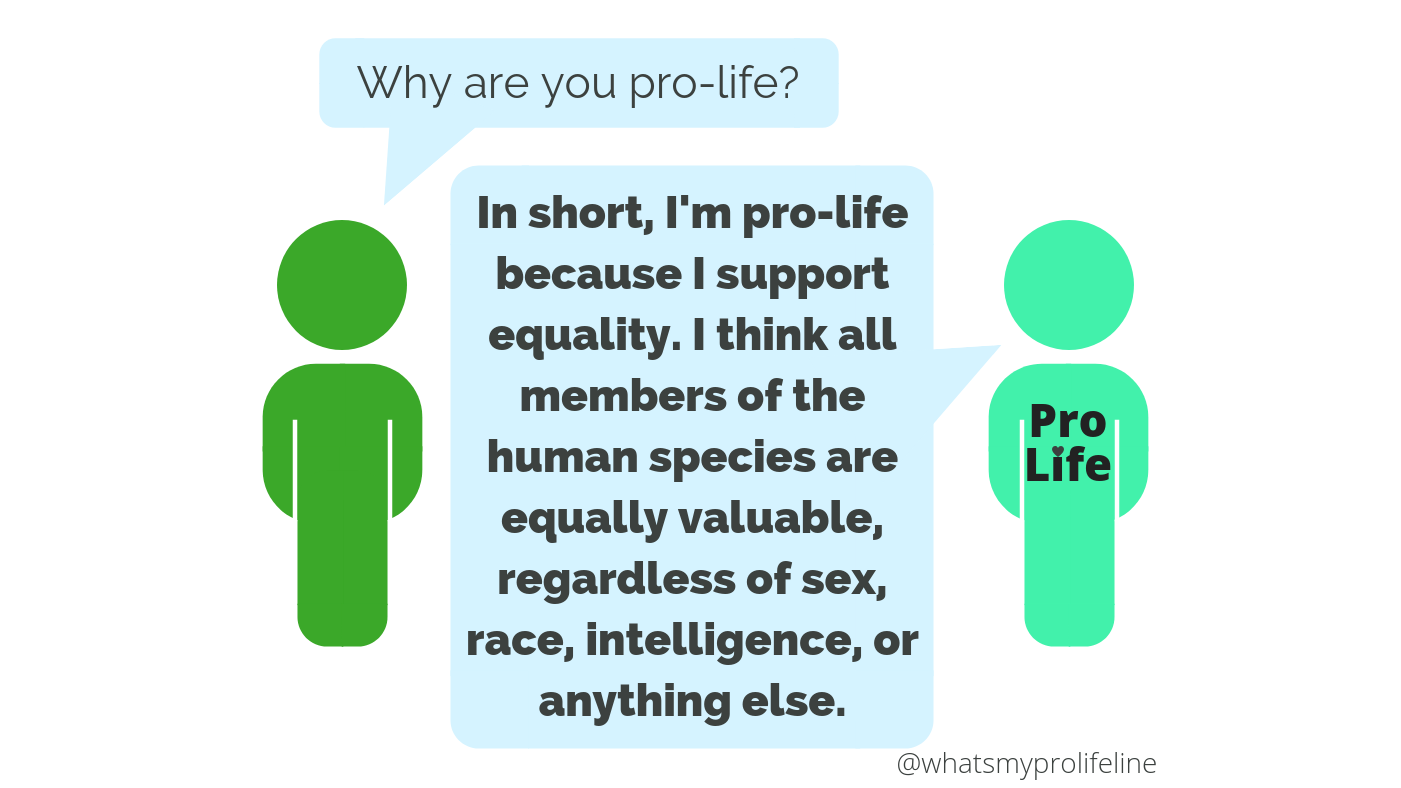 Why are you pro-life?
In short, I'm pro-life
because I support
equality. I think all
members of the
human species are
equally valuable,
regardless of sex,
race, intelligence, or
anything else.
Pro
Life
@whatsmyprolifeline